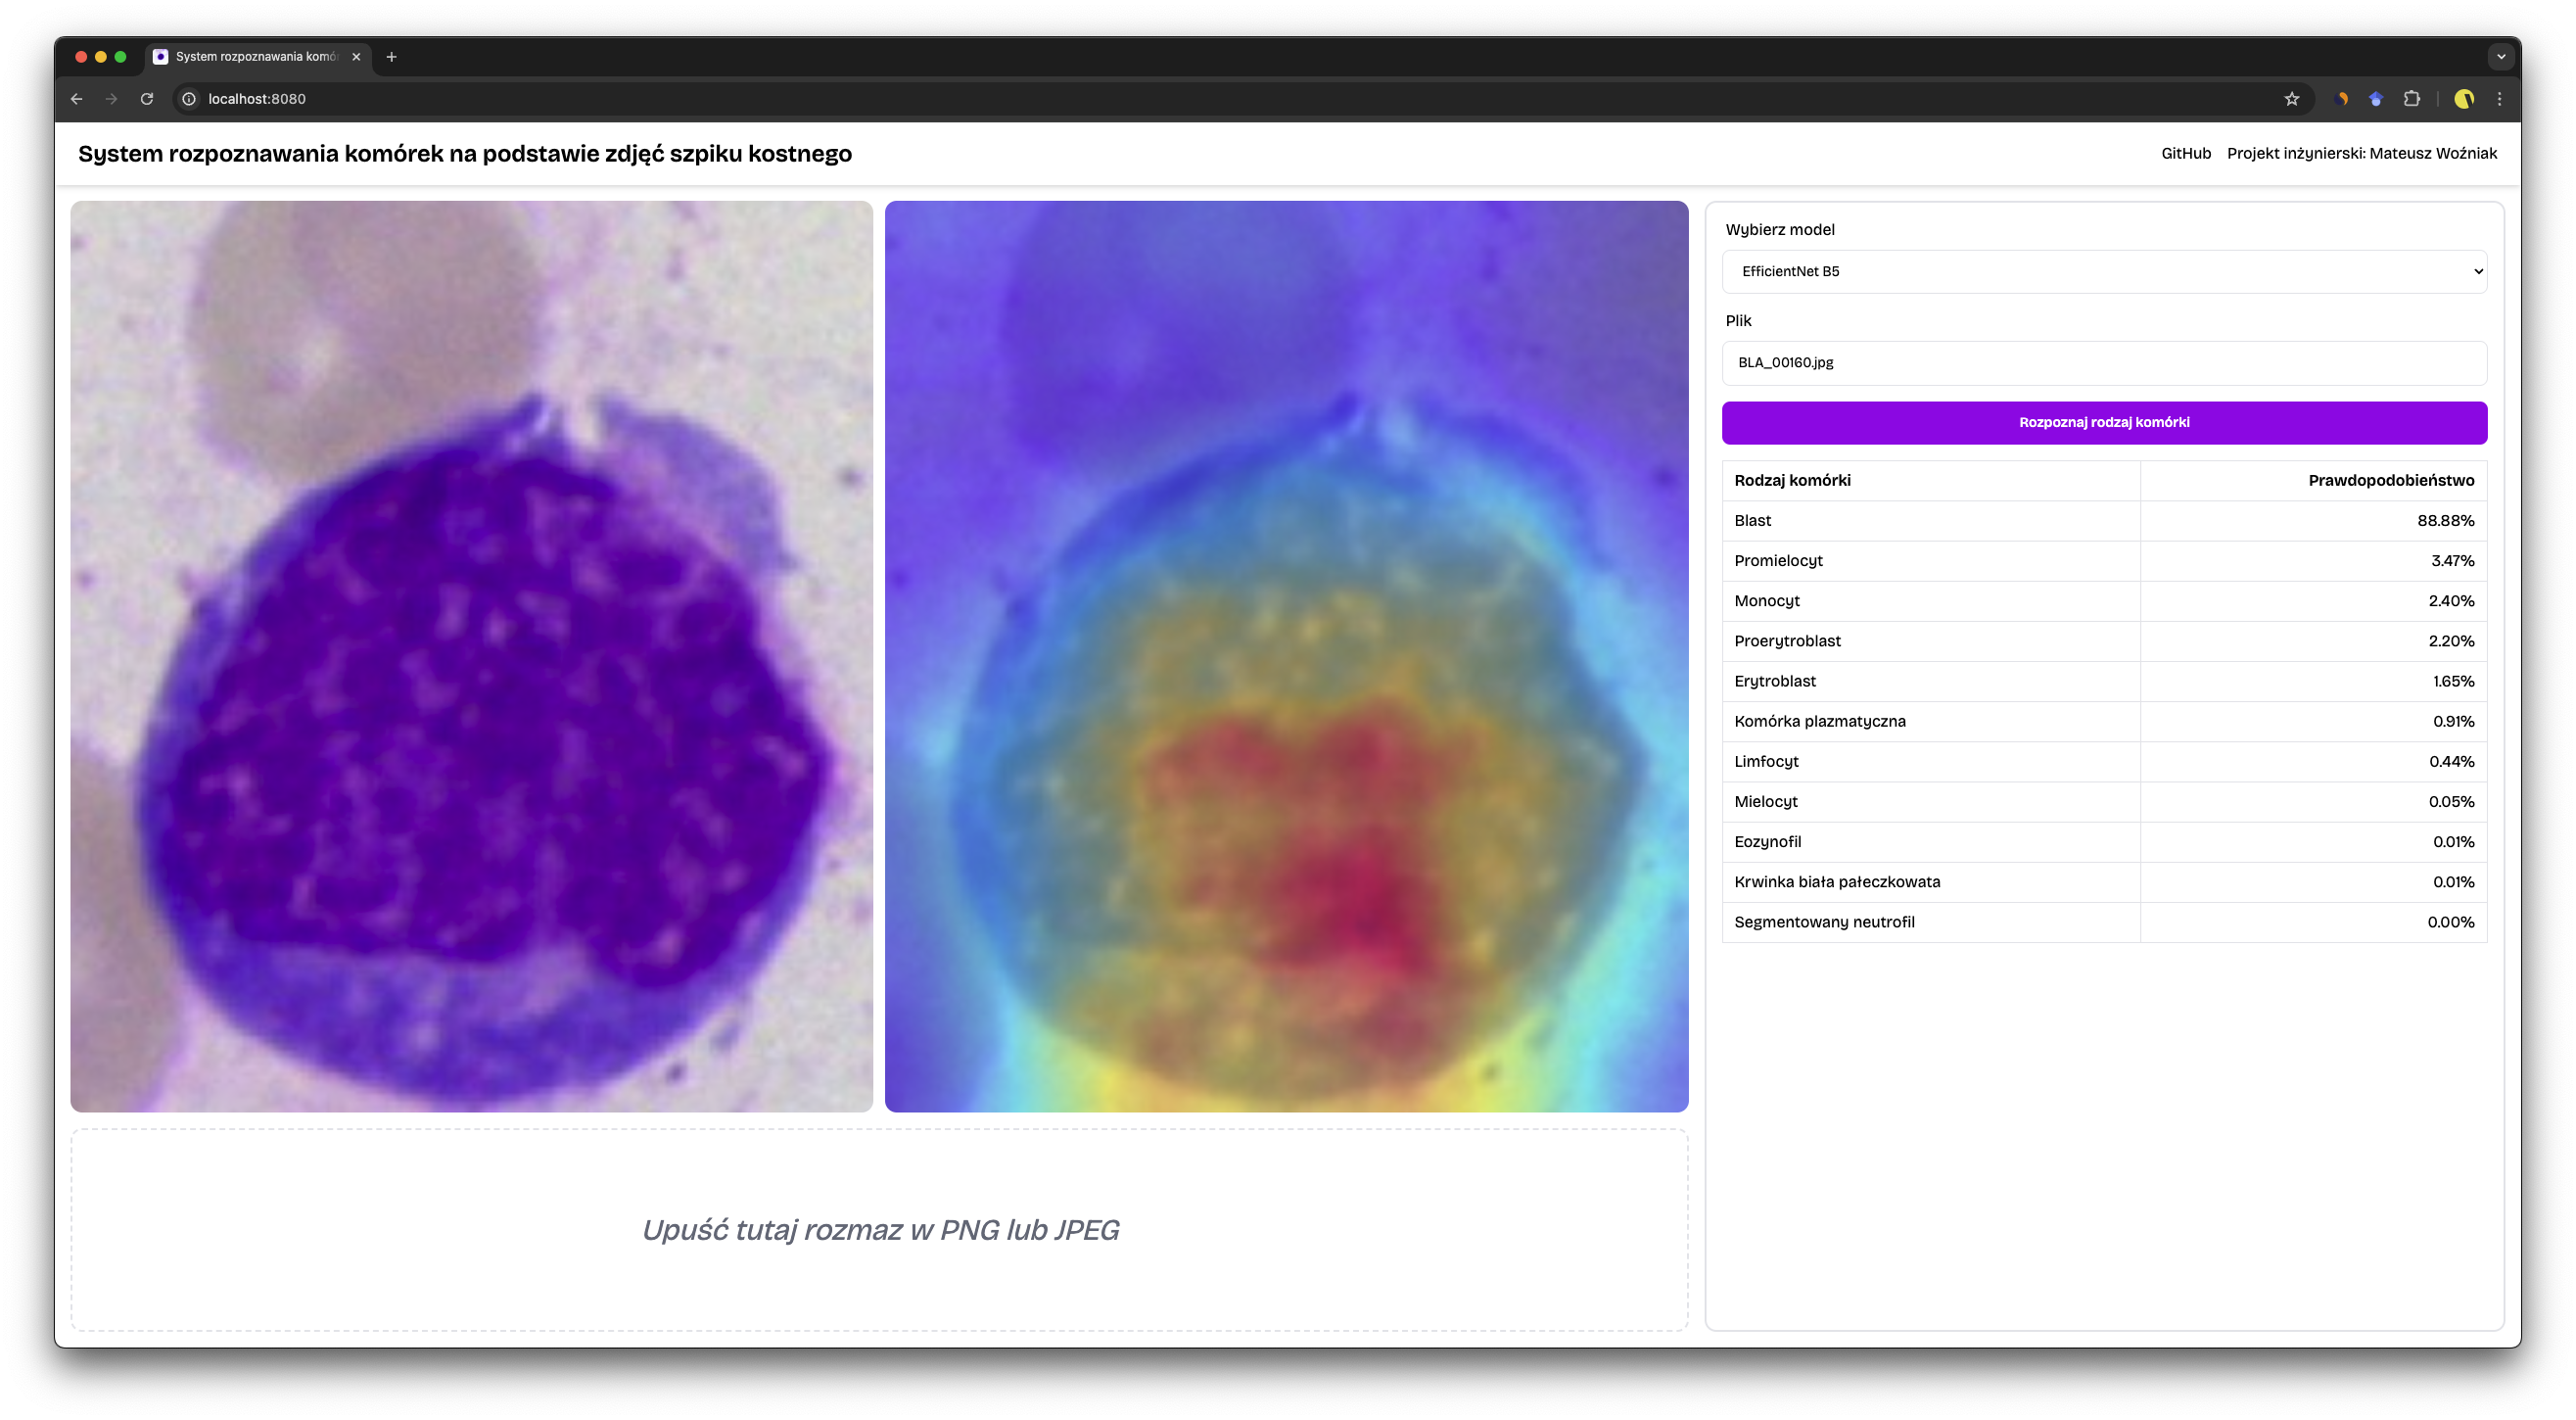 System rozpoznawania komór
localhost:8080
System rozpoznawania komórek na podstawie zdjęć szpiku kostnego
GitHub Projekt inżynierski: Mateusz Woźniak
Wybierz model
EfficientNet B5
Plik
BLA_00160.jpg
Rozpoznaj rodzaj komórki
Rodzaj komórki Prawdopodobieństwo
Blast 88.88%
Promielocyt 3.47%
Monocyt 2.40%
Proerytroblast 2.20%
Erytroblast 1.65%
Komórka plazmatyczna 0.91%
Limfocyt 0.44%
Mielocyt 0.05%
Eozynofil 0.01%
Krwinka biała pałeczkowata 0.01%
Segmentowany neutrofil 0.00%
Upuść tutaj rozmaz w PNG lub JPEG